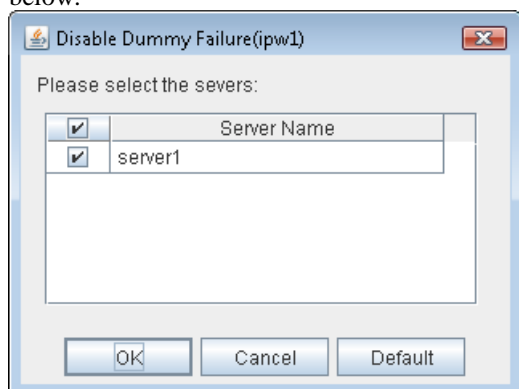 below.
Disable Dummy Failure(ipw1)
Please select the severs:
Server Name
server1
OK Cancel Default